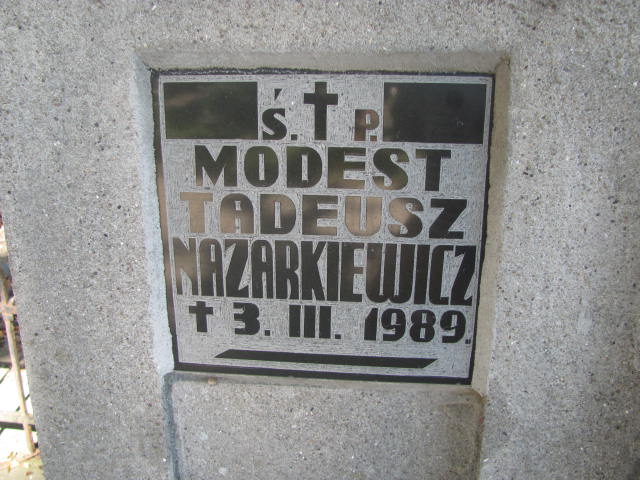 Ś. † P.
MODEST
TADEUSZ
NAZARKIEWICZ
† 3. III. 1989.